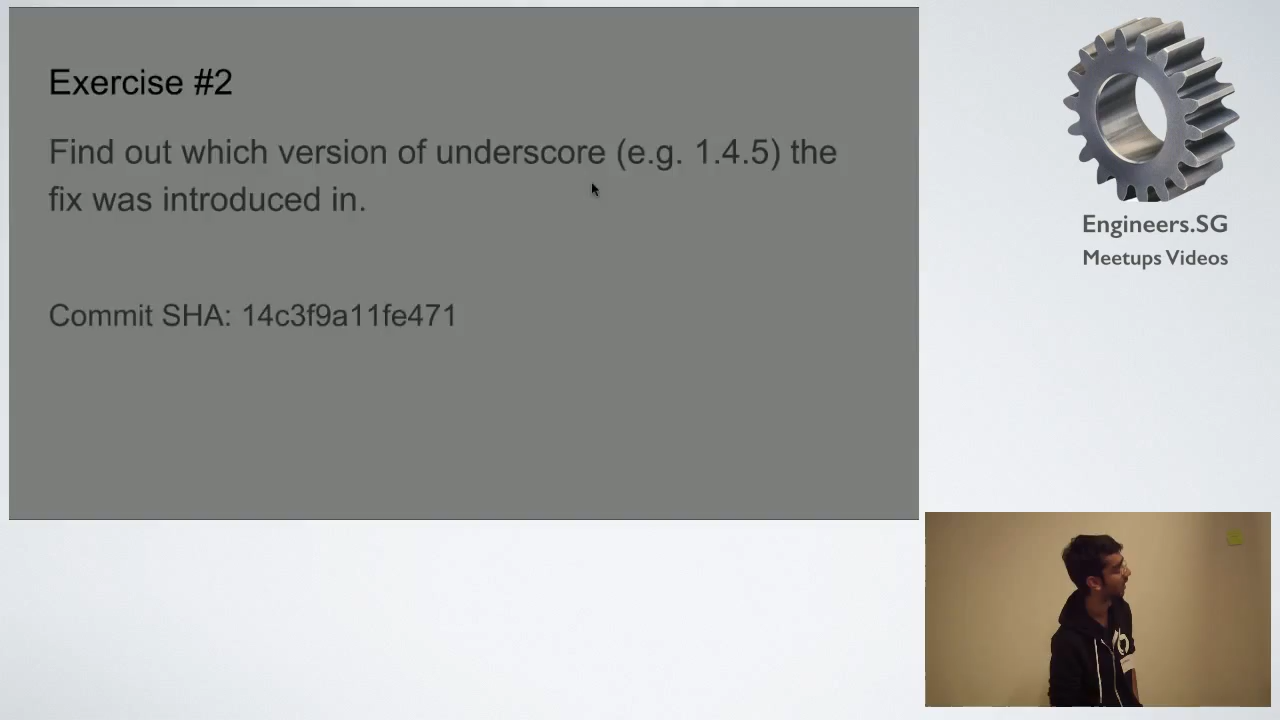 Exercise #2
Find out which version of underscore (e.g. 1.4.5) the
fix was introduced in.
Commit SHA: 14c3f9a11fe471
Engineers.SG
Meetups Videos